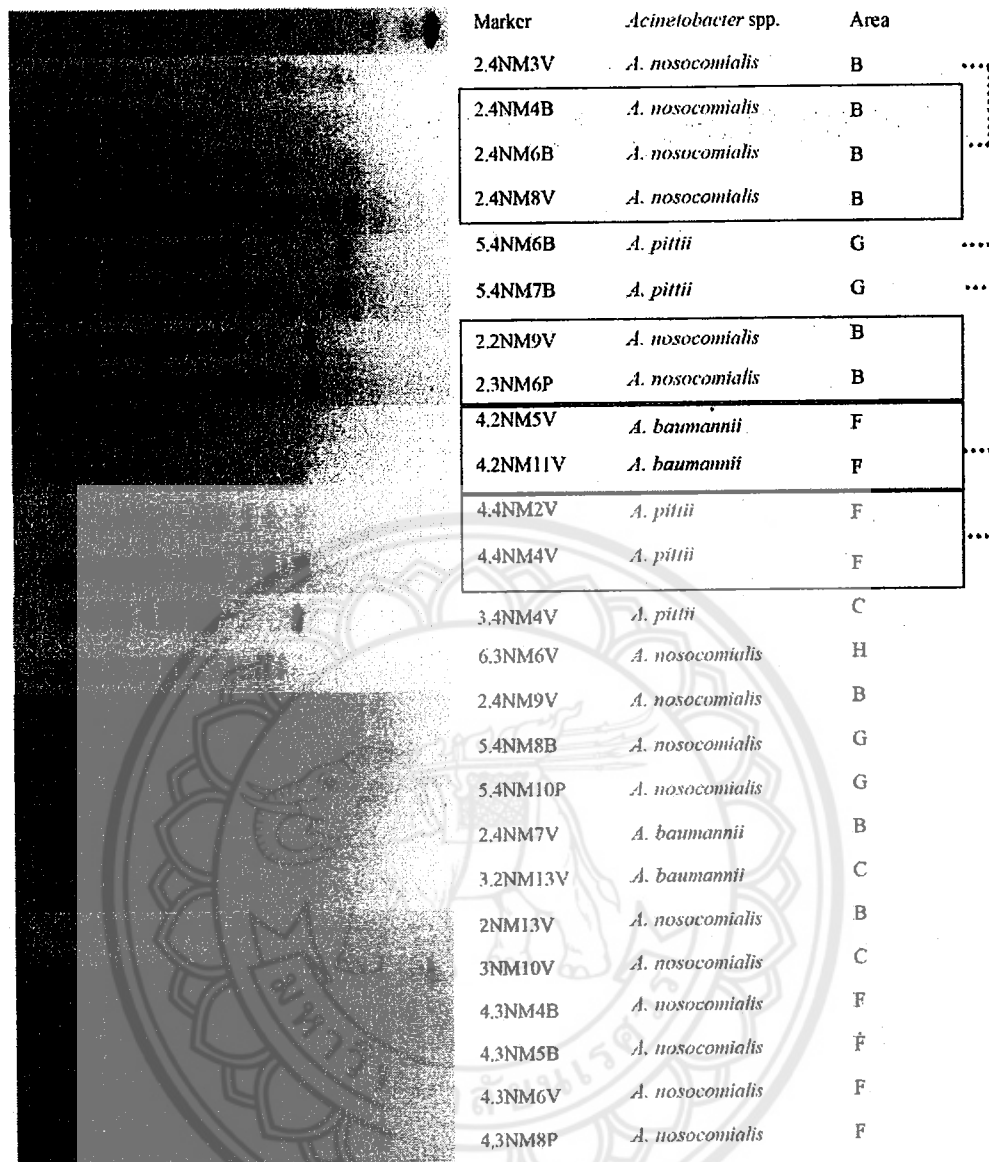 Marker Acinetobacter spp. Area
2.4NM3V A. nosocomialis B
2.4NM4B A. nosocomialis B
2.4NM6B A. nosocomialis B
2.4NM8V A. nosocomialis B
5.4NM6B A. pittii G
5.4NM7B A. pittii G
2.2NM9V A. nosocomialis B
2.3NM6P A. nosocomialis B
4.2NM5V A. baumannii F
4.2NM11V A. baumannii F
4.4NM2V A. pittii F
4.4NM4V A. pittii F
3.4NM4V A. pittii C
6.3NM6V A. nosocomialis H
2.4NM9V A. nosocomialis B
5.4NM8B A. nosocomialis G
5.4NM10P A. nosocomialis G
2.4NM7V A. baumannii B
3.2NM13V A. baumannii C
2NM13V A. nosocomialis B
3NM10V A. nosocomialis C
4.3NM4B A. nosocomialis F
4.3NM5B A. nosocomialis F
4.3NM6V A. nosocomialis F
4.3NM8P A. nosocomialis F